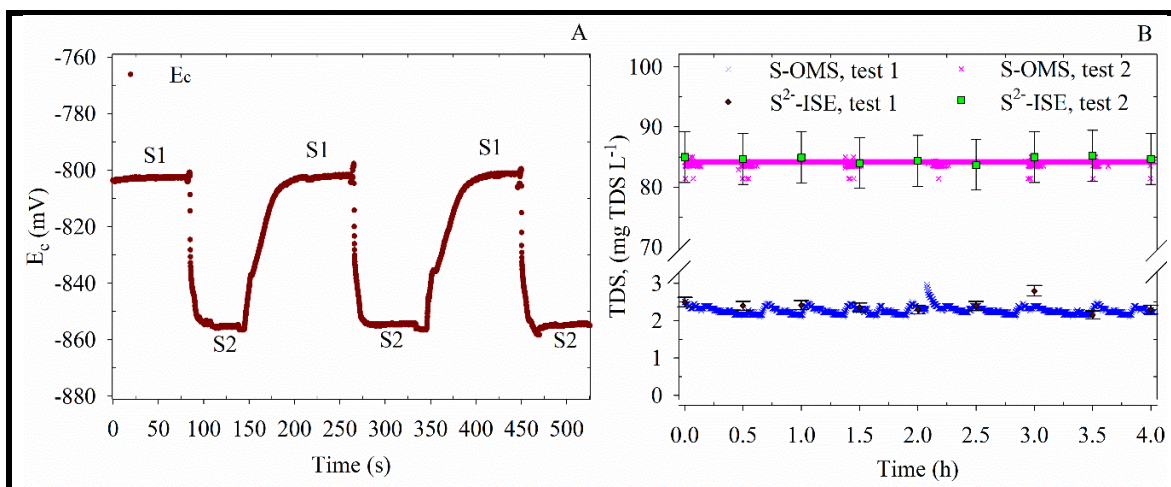 A
E_c
S1
S1
S1
S2
S2
S2
-760
-780
-800
-820
-840
-860
-880
E_c (mV)
0 50 100 150 200 250 300 350 400 450 500
Time (s)
B
S-OMS, test 1
S-OMS, test 2
S²⁻-ISE, test 1
S²⁻-ISE, test 2
100
90
80
70
3
2
1
0
TDS, (mg TDS L⁻¹)
0.0 0.5 1.0 1.5 2.0 2.5 3.0 3.5 4.0
Time (h)